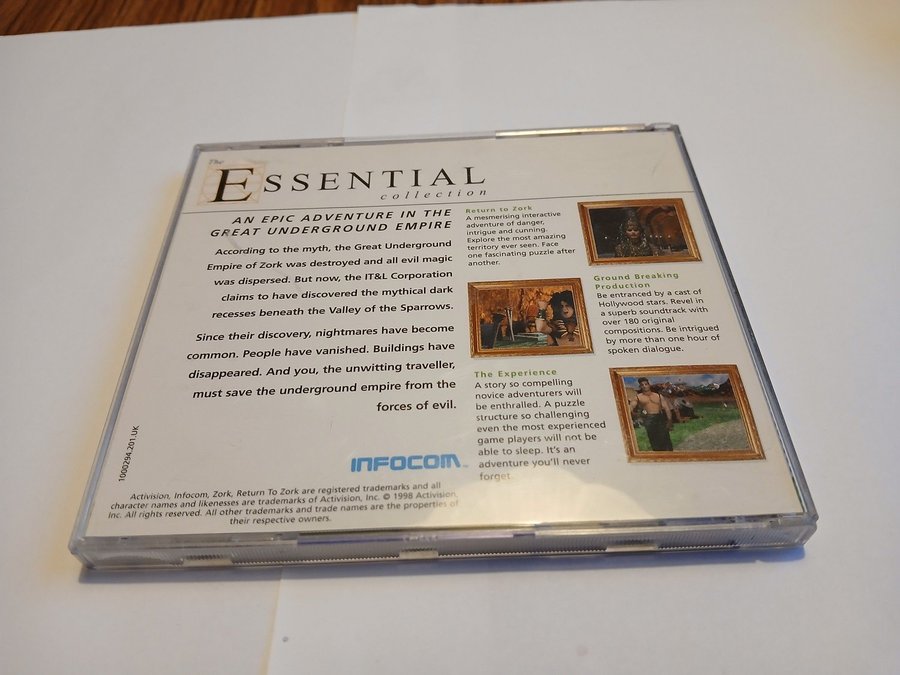 The
ESSENTIAL
collection
AN EPIC ADVENTURE IN THE
GREAT UNDERGROUND EMPIRE
According to the myth, the Great Underground
Empire of Zork was destroyed and all evil magic
was dispersed. But now, the IT&L Corporation
claims to have discovered the mythical dark
recesses beneath the Valley of the Sparrows.
Since their discovery, nightmares have become
common. People have vanished. Buildings have
disappeared. And you, the unwitting traveller,
must save the underground empire from the
forces of evil.
Return to Zork
A mesmerising interactive
adventure of danger,
intrigue and cunning.
Explore the most amazing
territory ever seen. Face
one fascinating puzzle after
another.
Ground Breaking
Production
Be entranced by a cast of
Hollywood stars. Revel in
a superb soundtrack with
over 180 original
compositions. Be intrigued
by more than one hour of
spoken dialogue.
The Experience
A story so compelling
novice adventurers will
be enthralled. A puzzle
structure so challenging
even the most experienced
game players will not be
able to sleep. It's an
adventure you'll never
forget.
1000294.201.UK
INFOCOM™
Activision, Infocom, Zork, Return To Zork are registered trademarks and all
character names and likenesses are trademarks of Activision, Inc. © 1998 Activision,
Inc. All rights reserved. All other trademarks and trade names are the properties of
their respective owners.